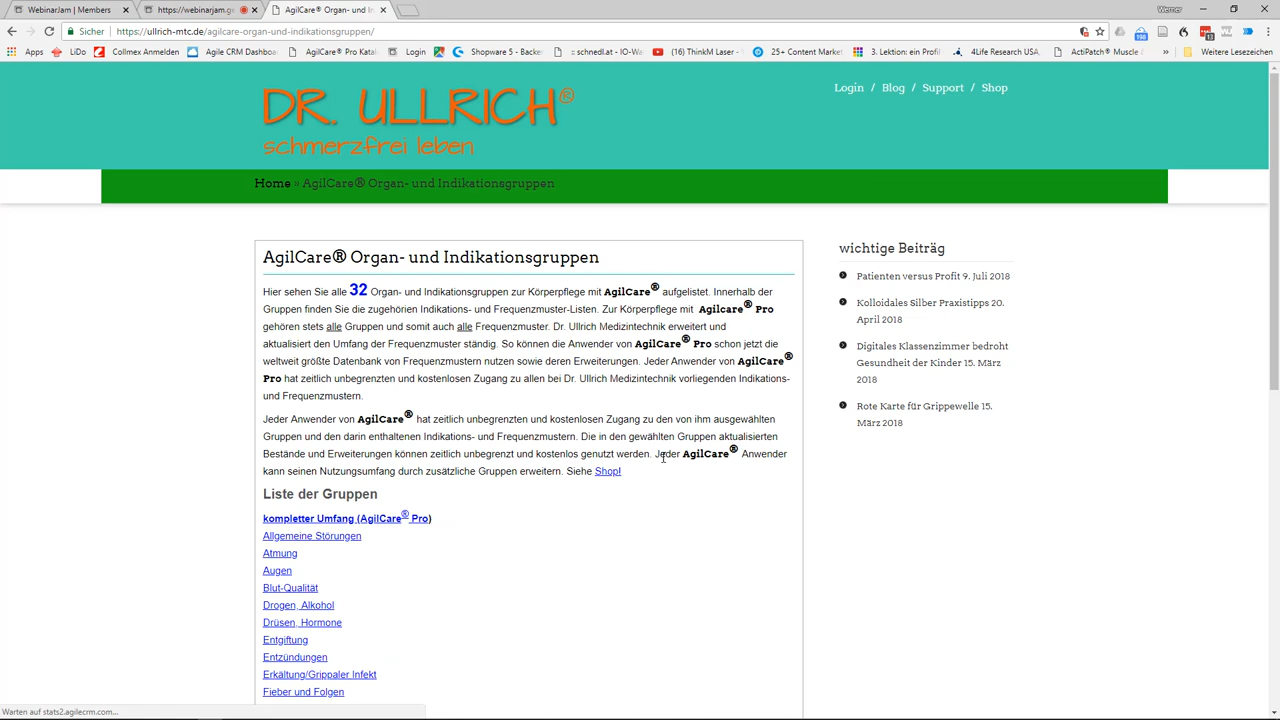 WebinarJam | Members
https://webinarjam.ge
AgilCare® Organ- und In
Werner
Sicher
https://ullrich-mtc.de/agilcare-organ-und-indikationsgruppen/
Apps
LiDo
Collmex Anmelden
Agile CRM Dashboa
AgilCare® Pro Katal
Login
Shopware 5 - Backe
:: schnedl.at - IO-Wa
(16) ThinkM Laser -
25+ Content Market
3. Lektion: ein Profil
4Life Research USA,
ActiPatch® Muscle &
»
Weitere Lesezeichen
DR. ULLRICH®
schmerzfrei leben
Login / Blog / Support / Shop
Home » AgilCare® Organ- und Indikationsgruppen
AgilCare® Organ- und Indikationsgruppen
Hier sehen Sie alle 32 Organ- und Indikationsgruppen zur Körperpflege mit AgilCare® aufgelistet. Innerhalb der
Gruppen finden Sie die zugehörigen Indikations- und Frequenzmuster-Listen. Zur Körperpflege mit Agilcare® Pro
gehören stets alle Gruppen und somit auch alle Frequenzmuster. Dr. Ullrich Medizintechnik erweitert und
aktualisiert den Umfang der Frequenzmuster ständig. So können die Anwender von AgilCare® Pro schon jetzt die
weltweit größte Datenbank von Frequenzmustern nutzen sowie deren Erweiterungen. Jeder Anwender von AgilCare®
Pro hat zeitlich unbegrenzten und kostenlosen Zugang zu allen bei Dr. Ullrich Medizintechnik vorliegenden Indikations-
und Frequenzmustern.
Jeder Anwender von AgilCare® hat zeitlich unbegrenzten und kostenlosen Zugang zu den von ihm ausgewählten
Gruppen und den darin enthaltenen Indikations- und Frequenzmustern. Die in den gewählten Gruppen aktualisierten
Bestände und Erweiterungen können zeitlich unbegrenzt und kostenlos genutzt werden. Jeder AgilCare® Anwender
kann seinen Nutzungsumfang durch zusätzliche Gruppen erweitern. Siehe Shop!
Liste der Gruppen
kompletter Umfang (AgilCare® Pro)
Allgemeine Störungen
Atmung
Augen
Blut-Qualität
Drogen, Alkohol
Drüsen, Hormone
Entgiftung
Entzündungen
Erkältung/Grippaler Infekt
Fieber und Folgen
wichtige Beiträg
Patienten versus Profit 9. Juli 2018
Kolloidales Silber Praxistipps 20.
April 2018
Digitales Klassenzimmer bedroht
Gesundheit der Kinder 15. März
2018
Rote Karte für Grippewelle 15.
März 2018
Warten auf stats2.agilecrm.com...